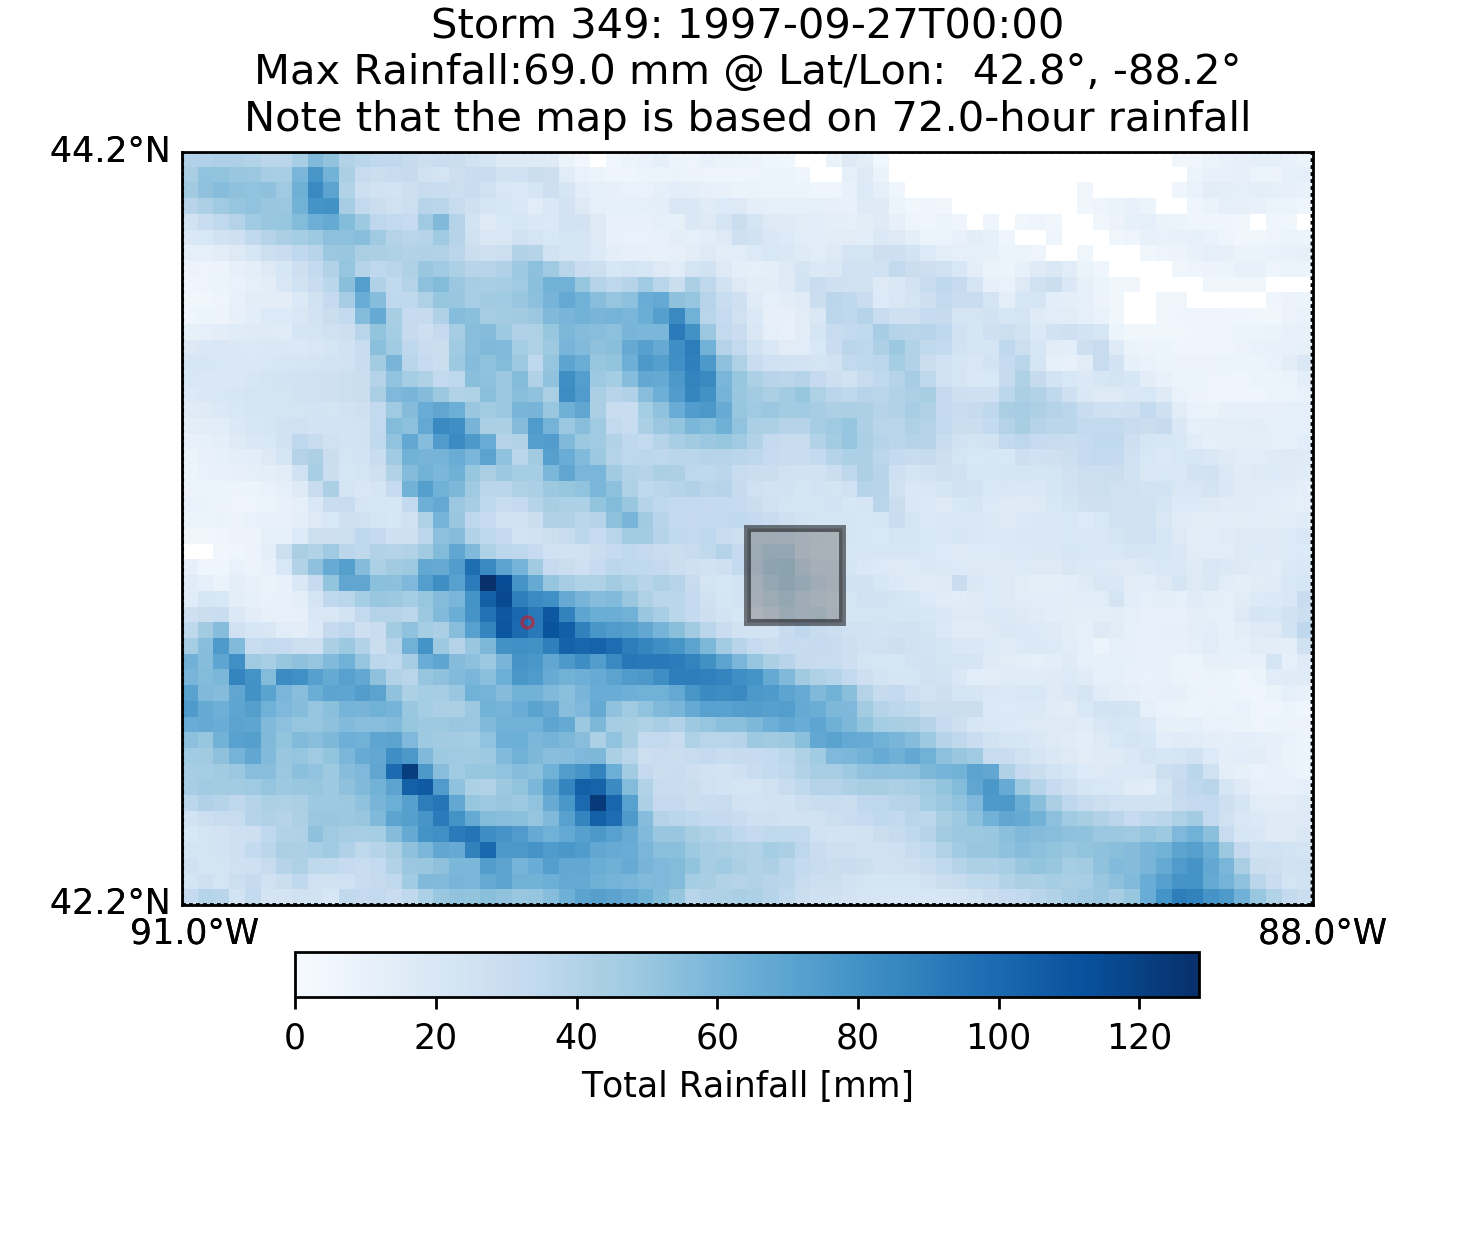 Storm 349: 1997-09-27T00:00
Max Rainfall:69.0 mm @ Lat/Lon:  42.8°, -88.2°
Note that the map is based on 72.0-hour rainfall
44.2°N
42.2°N
91.0°W 88.0°W
0 20 40 60 80 100 120
Total Rainfall [mm]